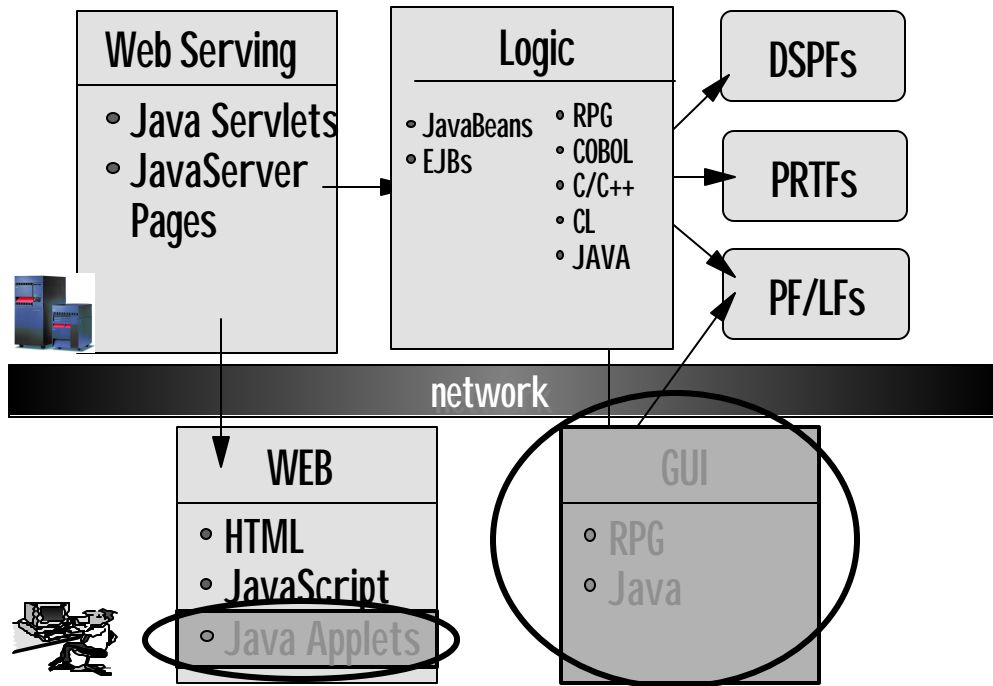 Web Serving
Java Servlets
JavaServer
Pages
Logic
JavaBeans
EJBs
RPG
COBOL
C/C++
CL
JAVA
DSPFs
PRTFs
PF/LFs
network
WEB
HTML
JavaScript
Java Applets
GUI
RPG
Java